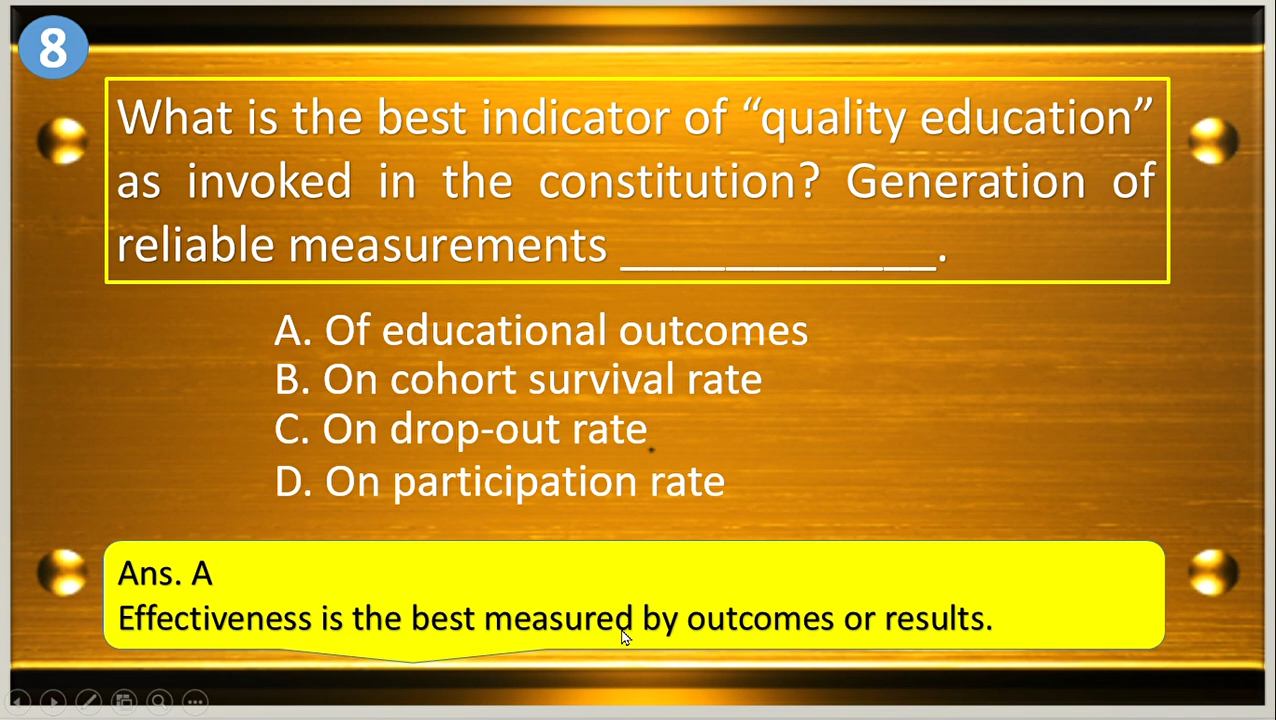 8
What is the best indicator of “quality education”
as invoked in the constitution? Generation of
reliable measurements ____________.
A. Of educational outcomes
B. On cohort survival rate
C. On drop-out rate
D. On participation rate
Ans. A
Effectiveness is the best measured by outcomes or results.